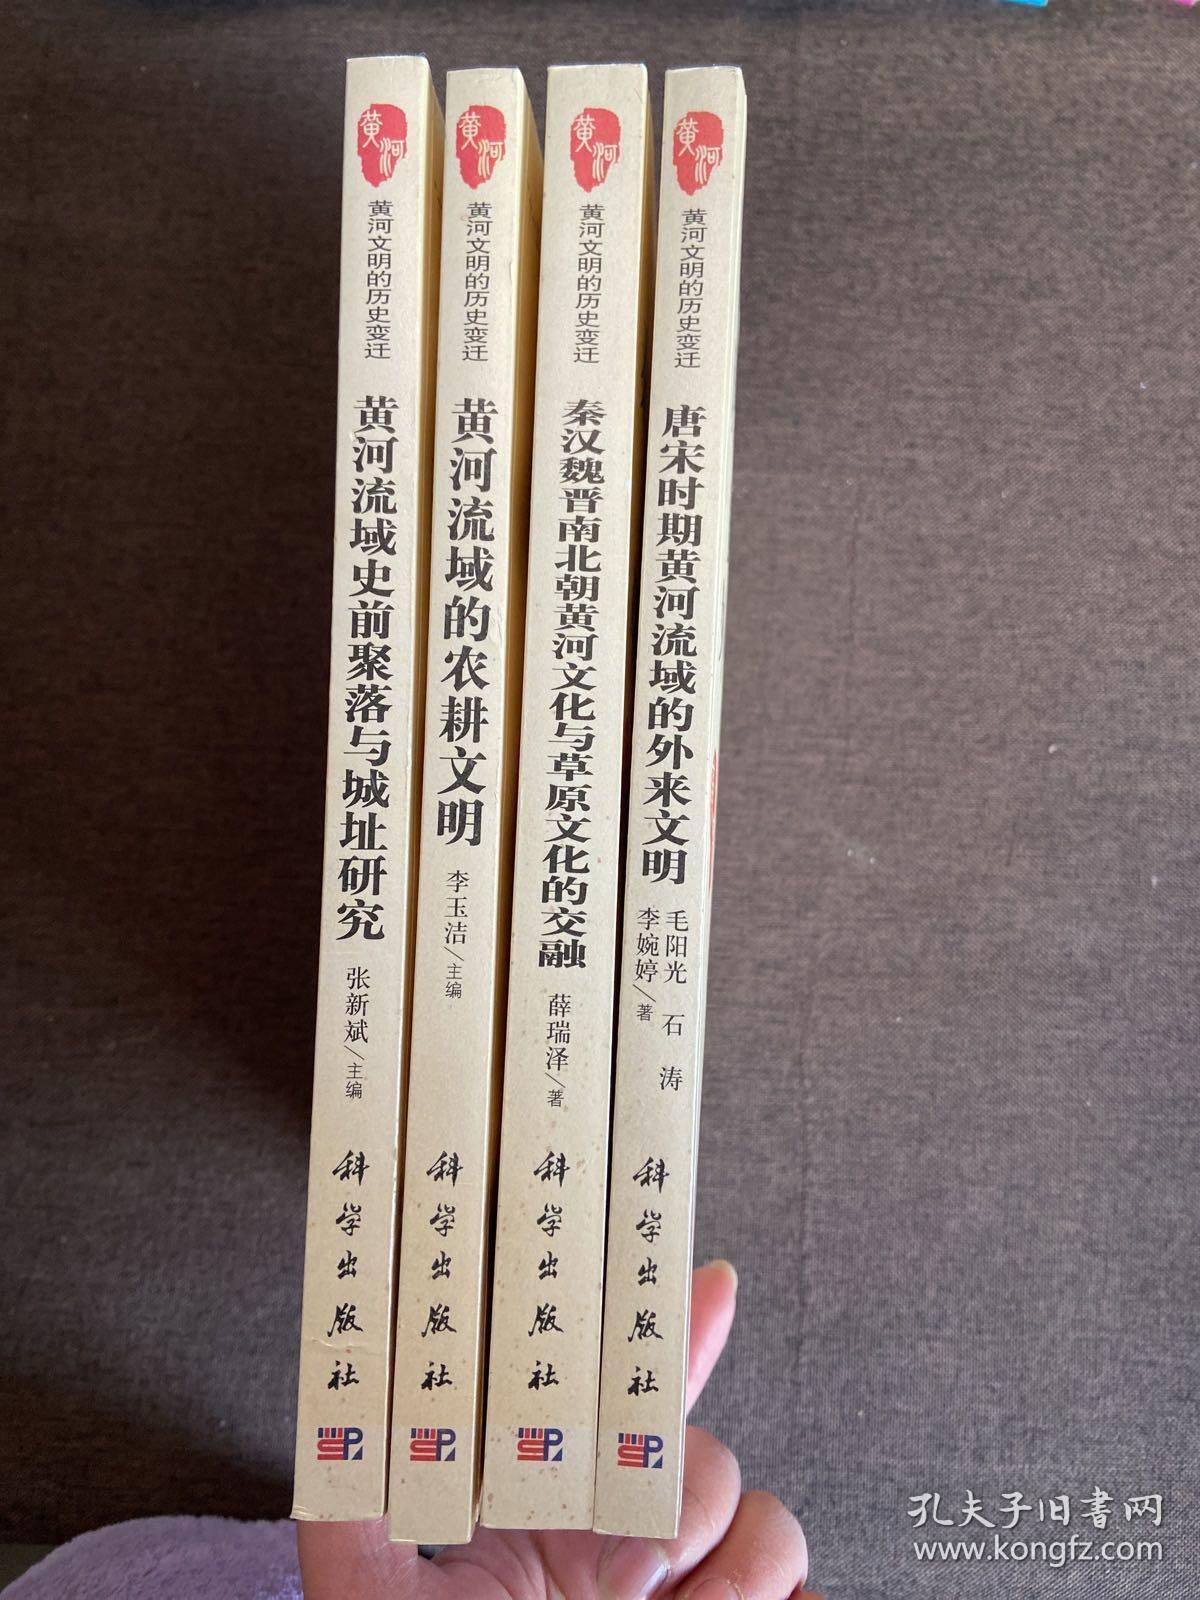 黄河
黄河文明的历史变迁
黄河流域史前聚落与城址研究
张新斌／主编
科学出版社
SP
黄河
黄河文明的历史变迁
黄河流域的农耕文明
李玉洁／主编
科学出版社
SP
黄河
黄河文明的历史变迁
秦汉魏晋南北朝黄河文化与草原文化的交融
薛瑞泽／著
科学出版社
SP
黄河
黄河文明的历史变迁
唐宋时期黄河流域的外来文明
毛阳光 石涛
李婉婷／著
科学出版社
SP
孔夫子旧书网
www.kongfz.com